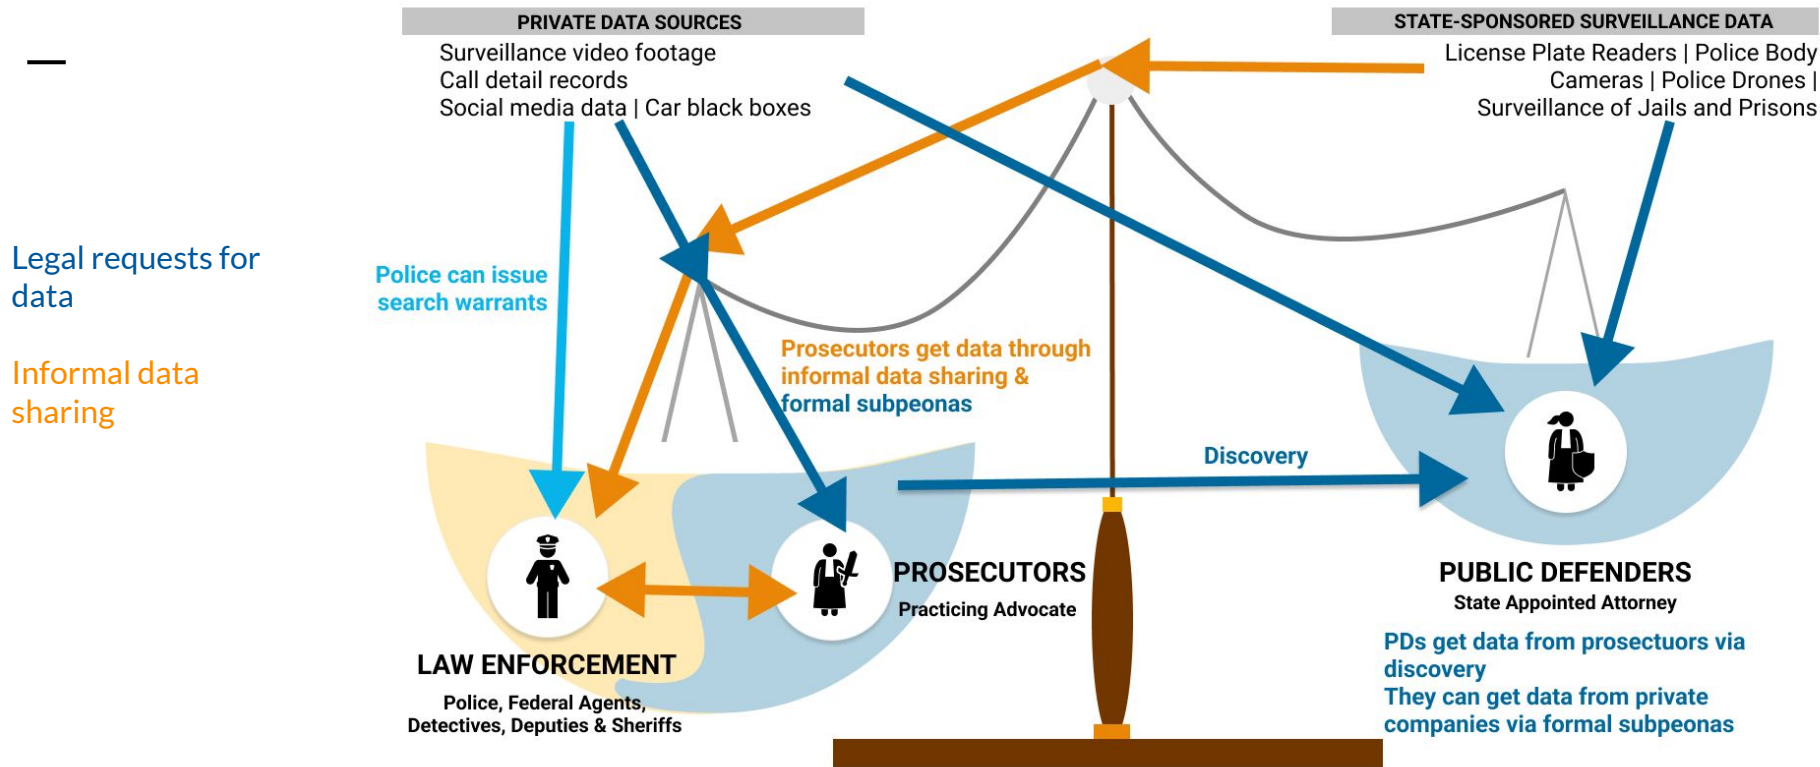 PRIVATE DATA SOURCES
Surveillance video footage
Call detail records
Social media data | Car black boxes
STATE-SPONSORED SURVEILLANCE DATA
License Plate Readers | Police Body
Cameras | Police Drones |
Surveillance of Jails and Prisons
Legal requests for
data
Informal data
sharing
Police can issue
search warrants
Prosecutors get data through
informal data sharing &
formal subpeonas
Discovery
PROSECUTORS
Practicing Advocate
LAW ENFORCEMENT
Police, Federal Agents,
Detectives, Deputies & Sheriffs
PUBLIC DEFENDERS
State Appointed Attorney
PDs get data from prosectuors via
discovery
They can get data from private
companies via formal subpeonas